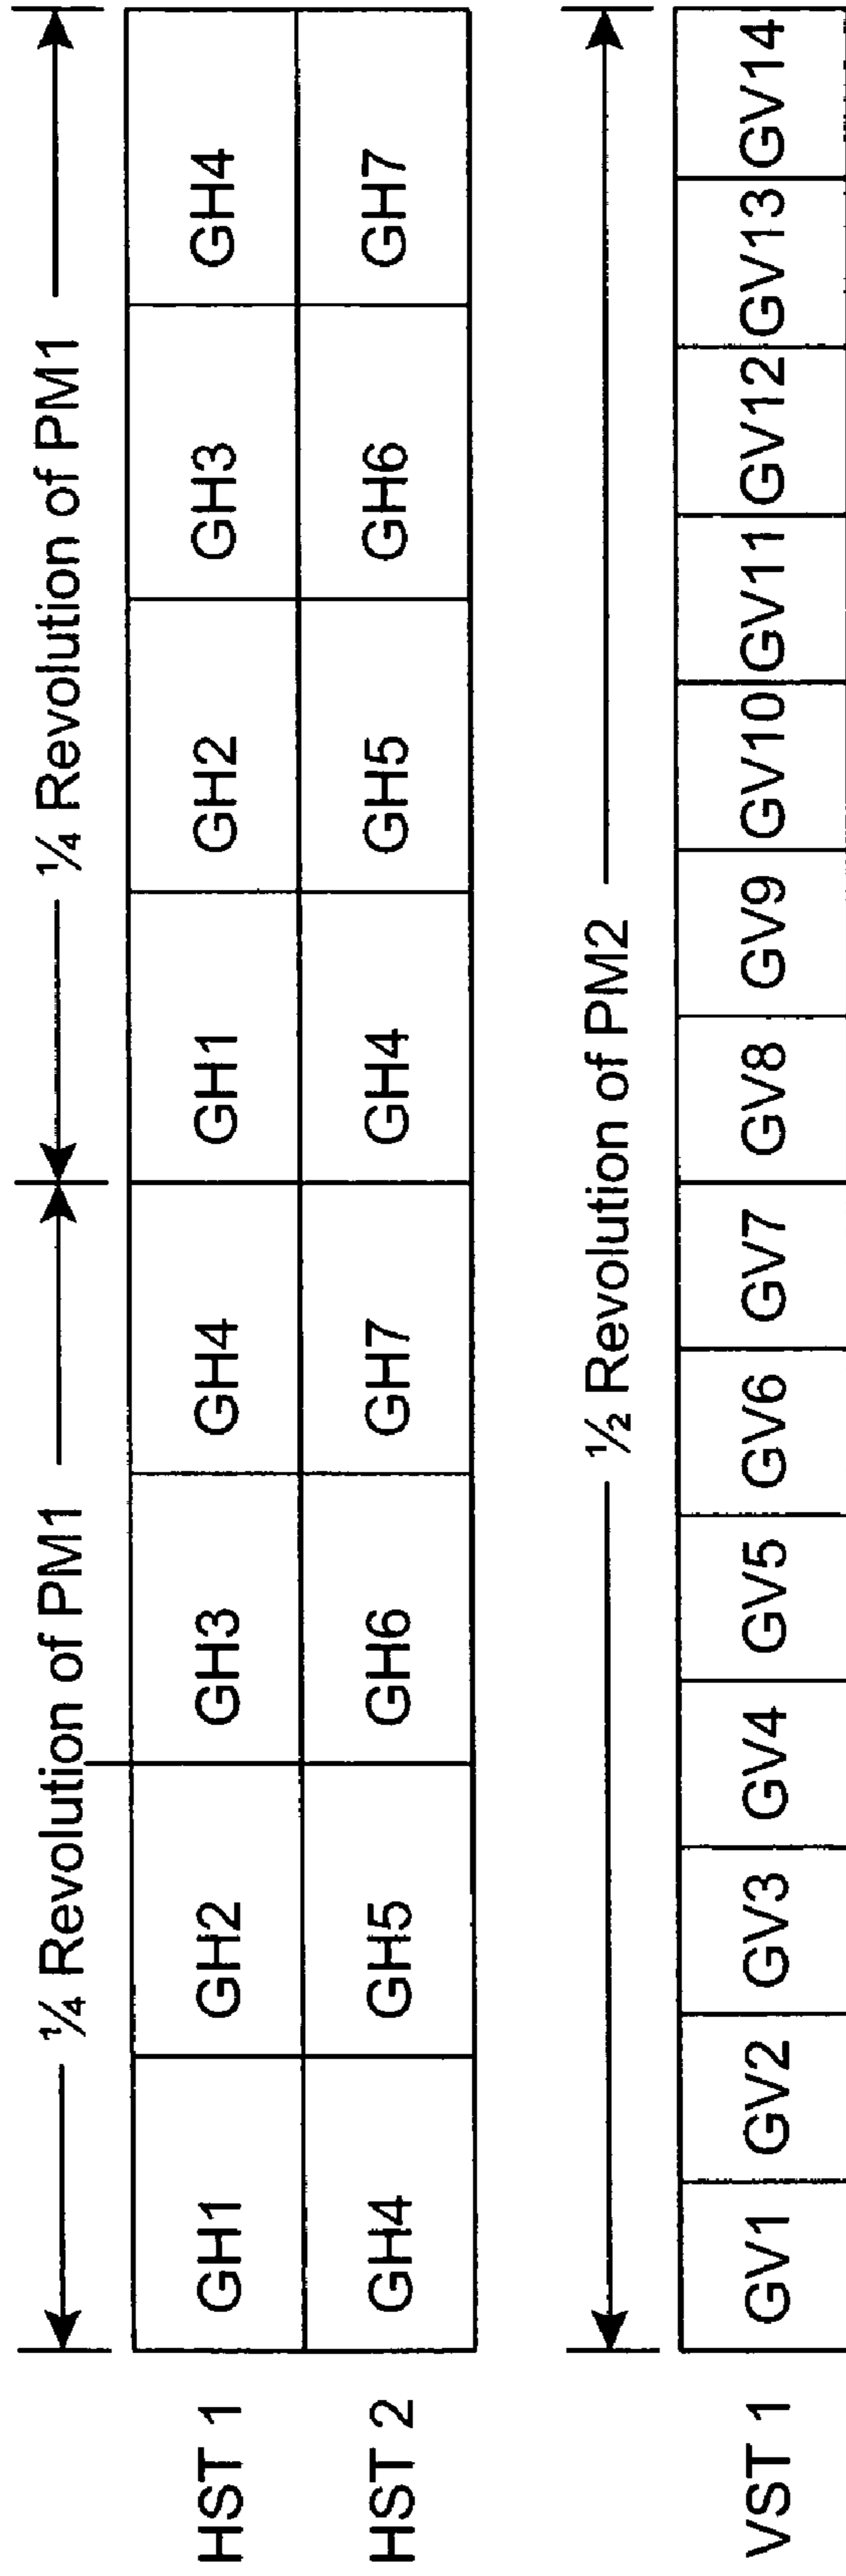 ¼ Revolution of PM1 ¼ Revolution of PM1
HST 1 GH1 GH2 GH3 GH4 GH1 GH2 GH3 GH4
HST 2 GH4 GH5 GH6 GH7 GH4 GH5 GH6 GH7
½ Revolution of PM2
VST 1 GV1 GV2 GV3 GV4 GV5 GV6 GV7 GV8 GV9 GV10 GV11 GV12 GV13 GV14